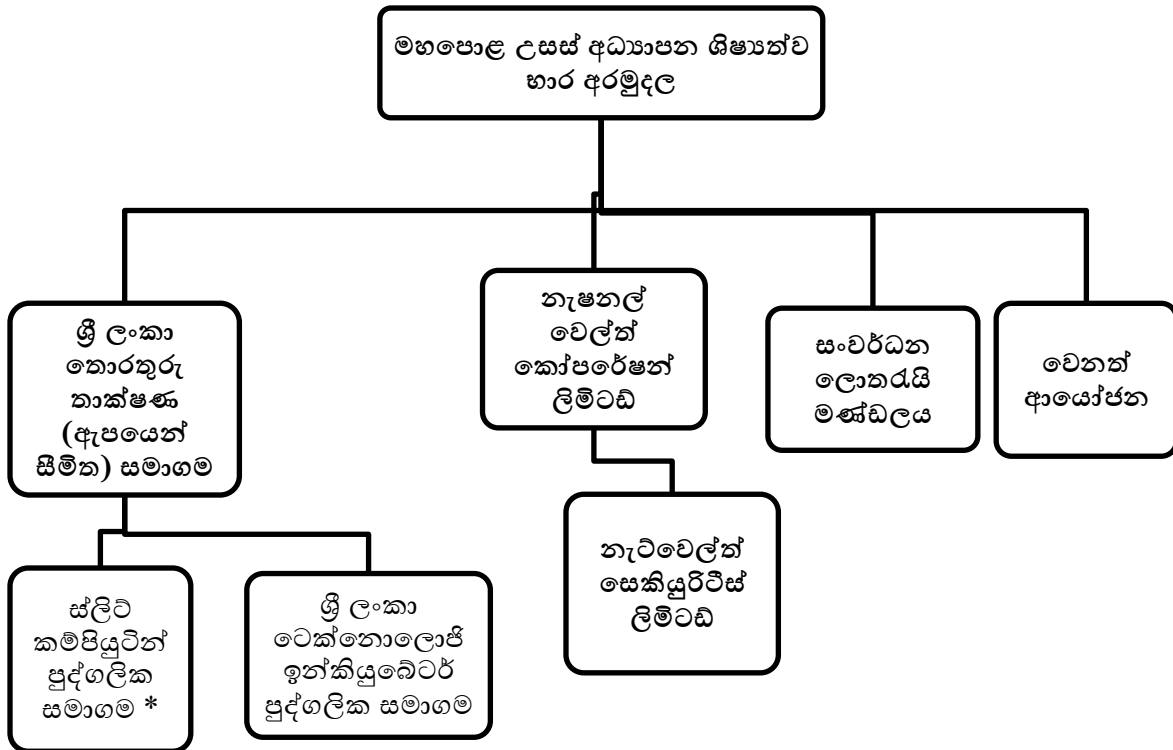 මහපොළ උසස් අධ්‍යාපන ශිෂ්‍යත්ව
භාර අරමුදල
ශ්‍රී ලංකා
තොරතුරු
තාක්ෂණ
(ඇපයෙන්
සීමිත) සමාගම
නැෂනල්
වෙල්ත්
කෝපරේෂන්
ලිමිටඩ්
සංවර්ධන
ලොතරැයි
මණ්ඩලය
වෙනත්
ආයෝජන
ස්ලිට්
කම්පියුටින්
පුද්ගලික
සමාගම *
ශ්‍රී ලංකා
ටෙක්නොලොජි
ඉන්කියුබේටර්
පුද්ගලික සමාගම
නැට්වෙල්ත්
සෙකියුරිටීස්
ලිමිටඩ්